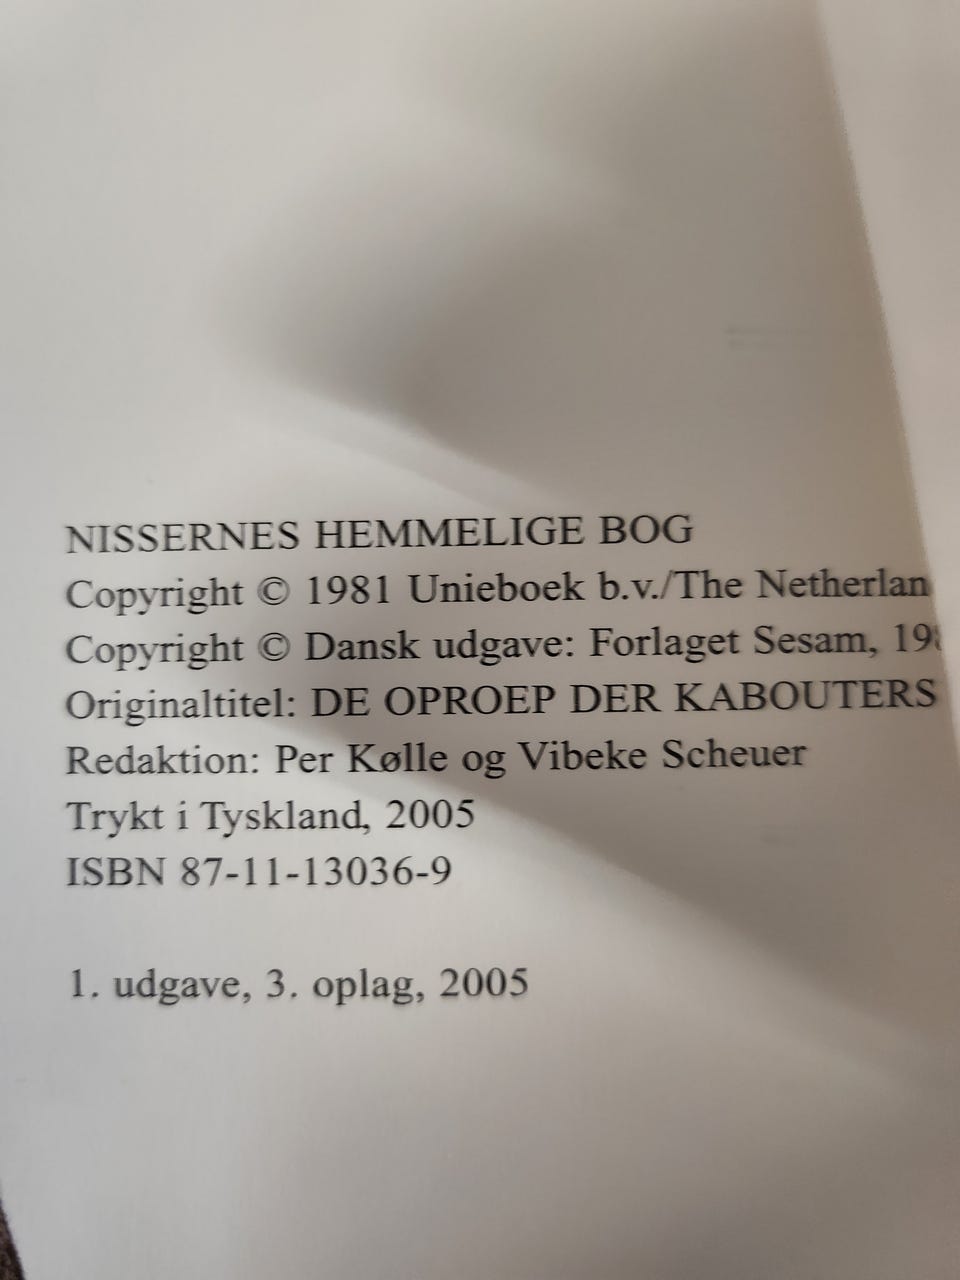 NISSERNES HEMMELIGE BOG
Copyright © 1981 Unieboek b.v./The Netherlan
Copyright © Dansk udgave: Forlaget Sesam, 19
Originaltitel: DE OPROEP DER KABOUTERS
Redaktion: Per Kølle og Vibeke Scheuer
Trykt i Tyskland, 2005
ISBN 87-11-13036-9
1. udgave, 3. oplag, 2005